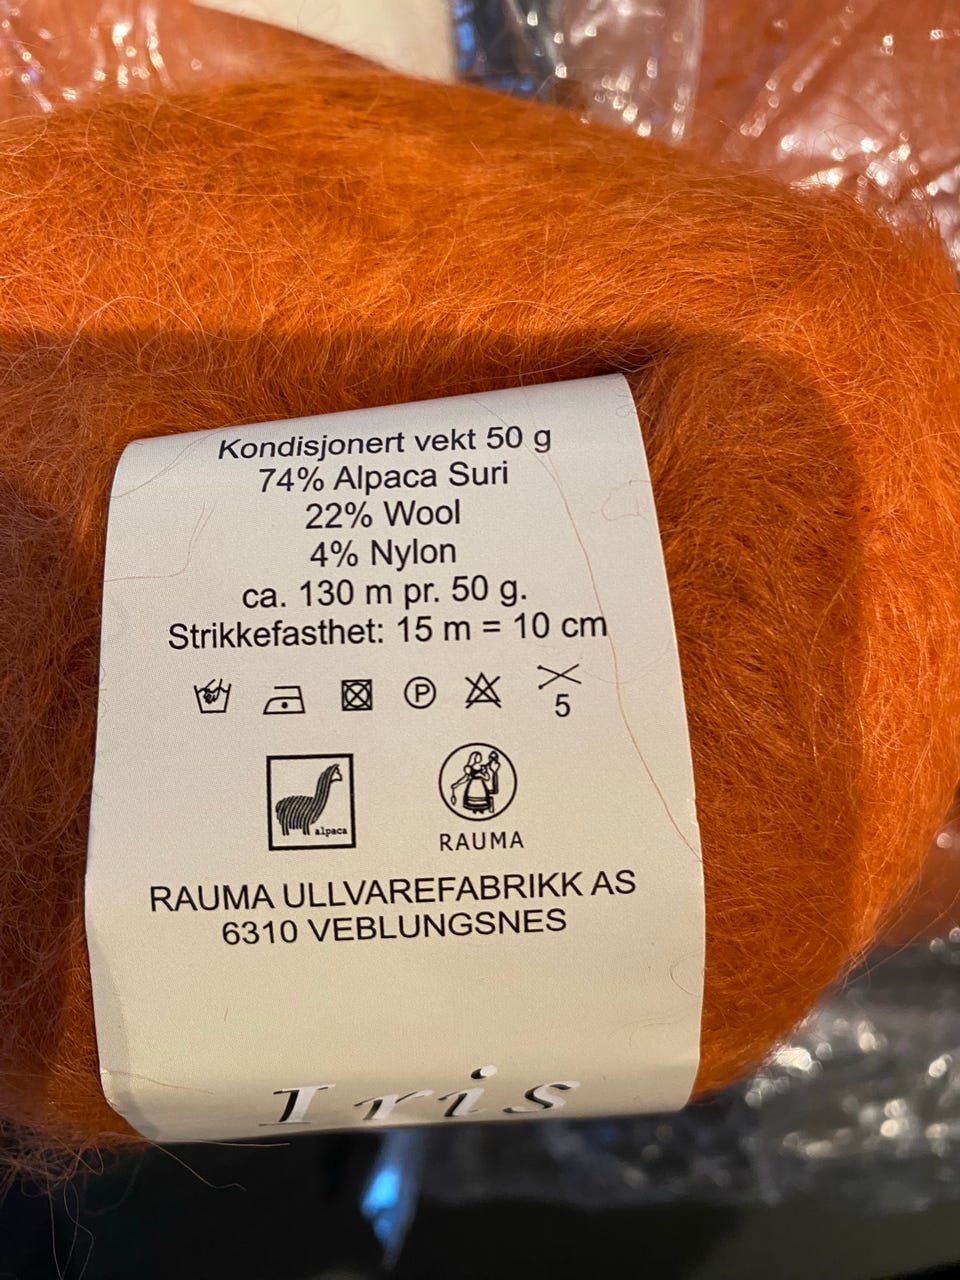 Kondisjonert vekt 50 g
74% Alpaca Suri
22% Wool
4% Nylon
ca. 130 m pr. 50 g.
Strikkefasthet: 15 m = 10 cm
P
5
alpaca
RAUMA
RAUMA ULLVAREFABRIKK AS
6310 VEBLUNGSNES
Iris